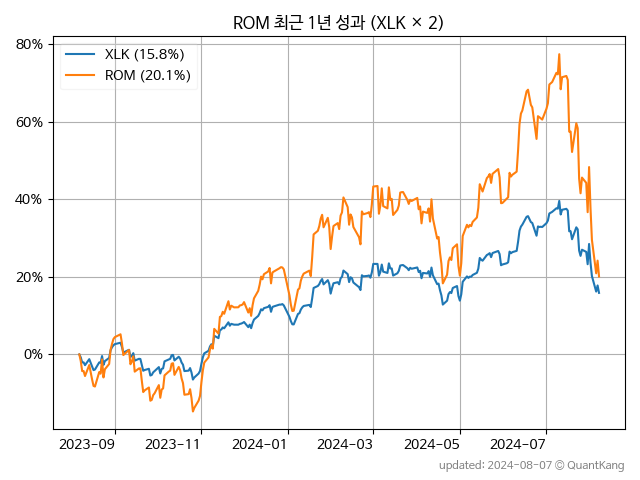 ROM 최근 1년 성과 (XLK × 2)
XLK (15.8%)
ROM (20.1%)
80%
60%
40%
20%
0%
2023-09 2023-11 2024-01 2024-03 2024-05 2024-07
updated: 2024-08-07 © QuantKang